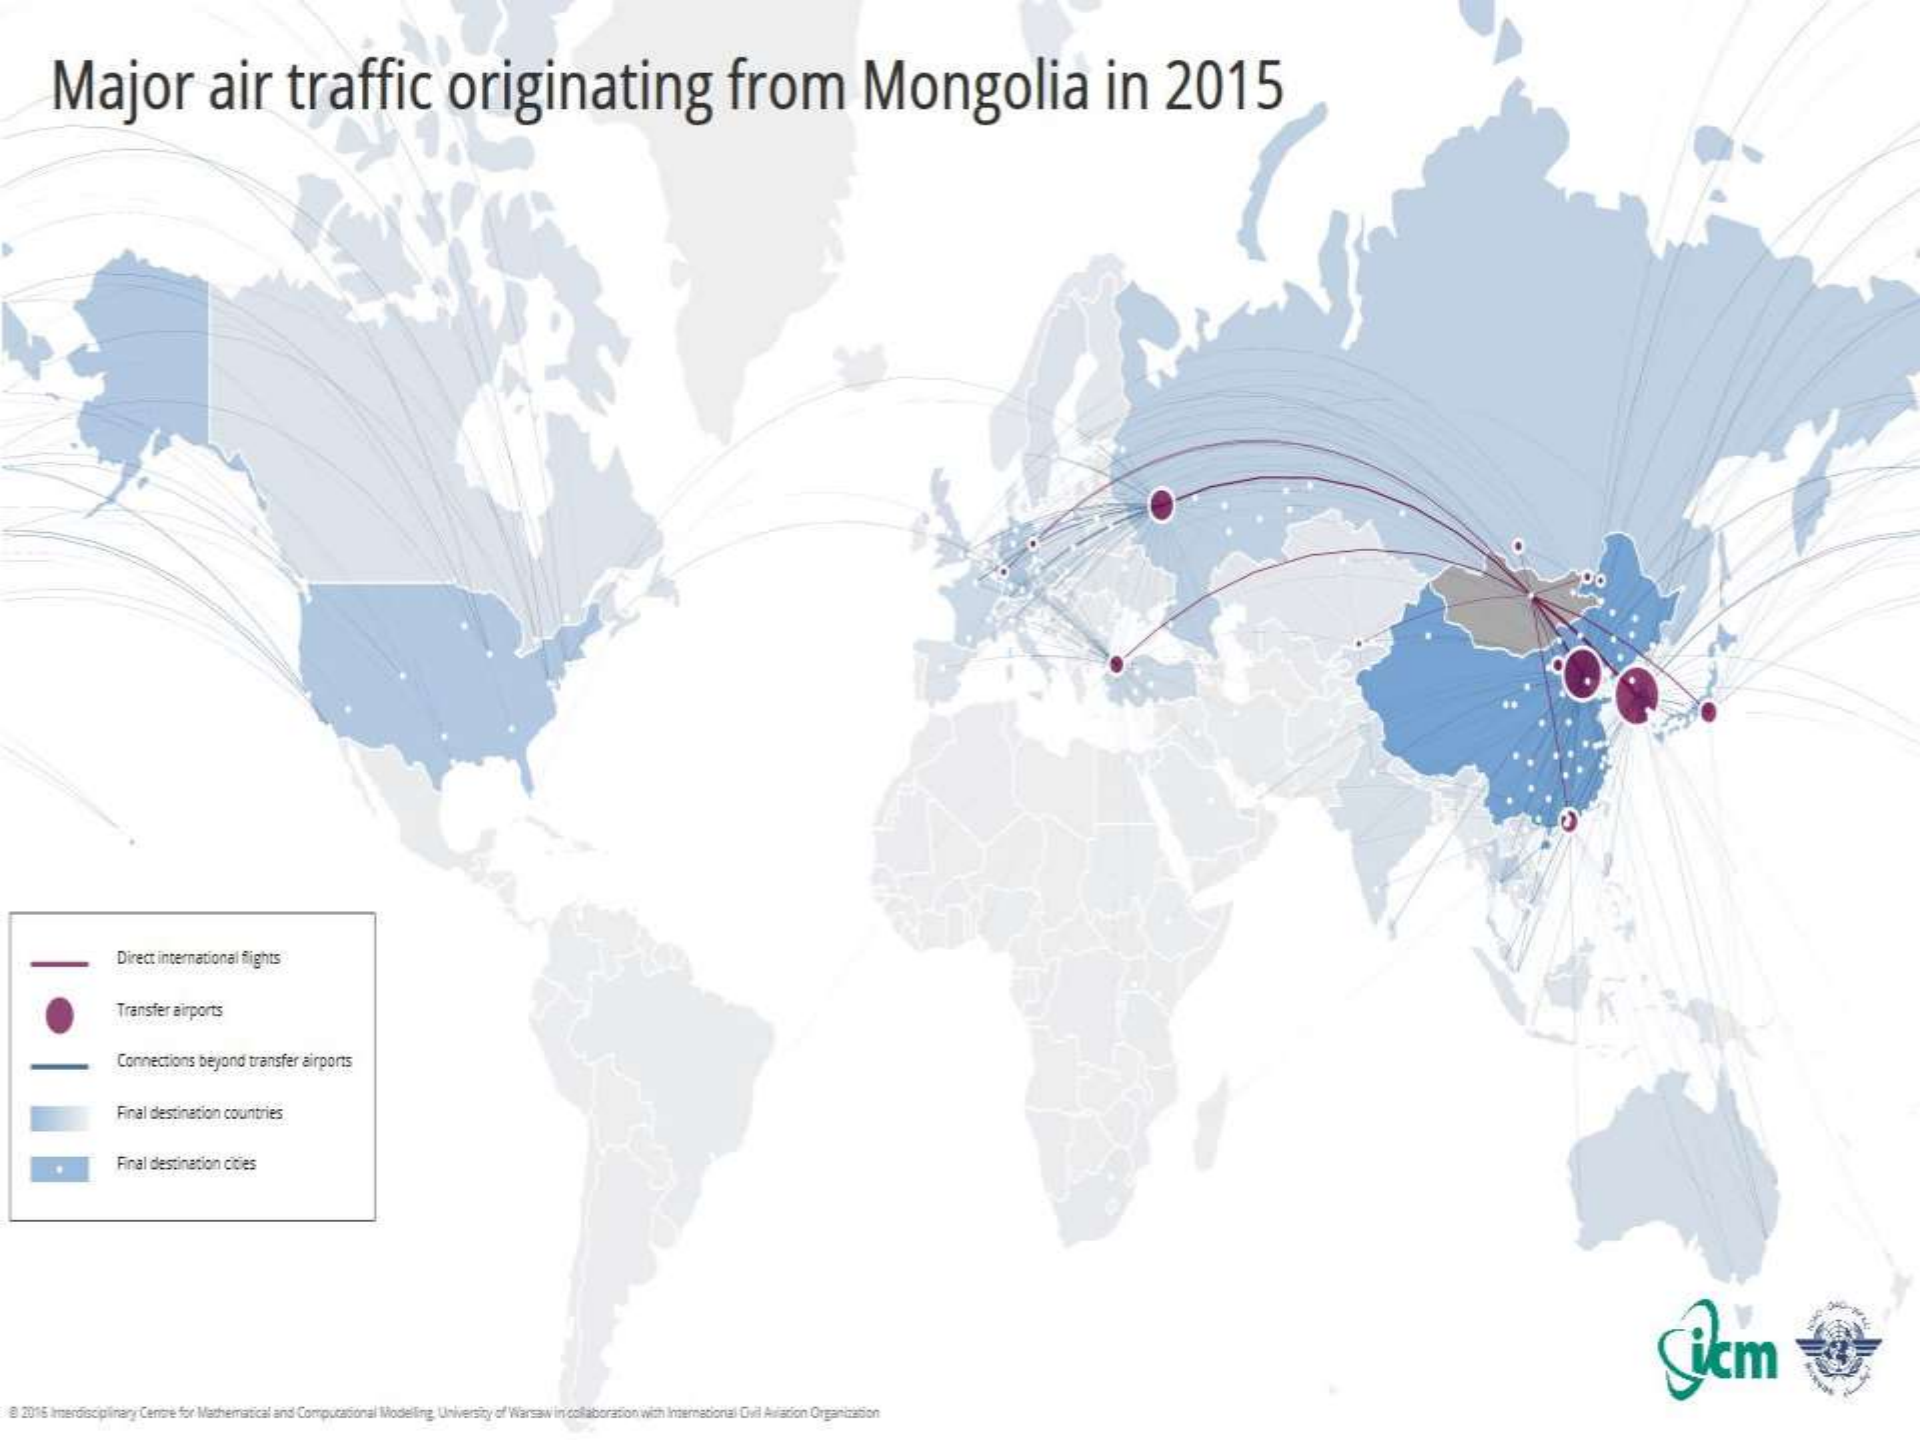 Major air traffic originating from Mongolia in 2015
Direct international flights
Transfer airports
Connections beyond transfer airports
Final destination countries
Final destination cities
icm
© 2016 Interdisciplinary Centre for Mathematical and Computational Modelling, University of Warsaw in collaboration with International Civil Aviation Organization